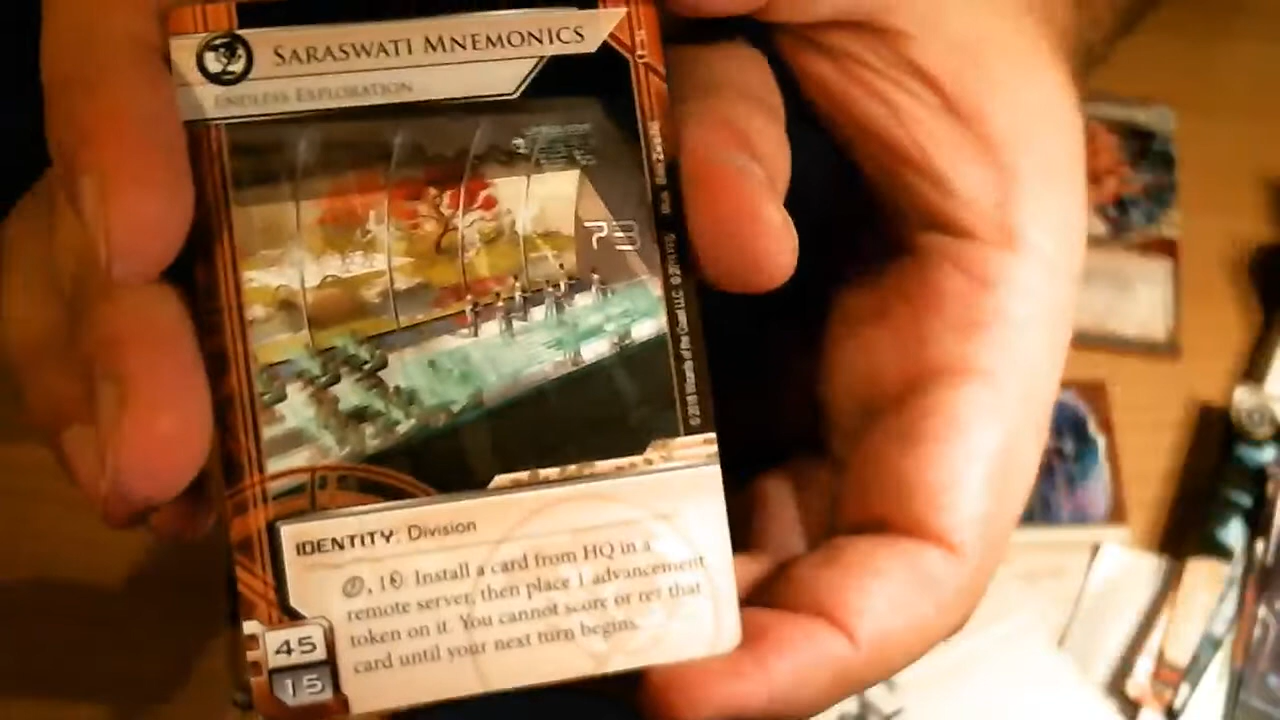 SARASWATI MNEMONICS
ENDLESS EXPLORATION
73
IDENTITY: Division
, 1 : Install a card from HQ in a
remote server, then place 1 advancement
token on it. You cannot score or rez that
card until your next turn begins.
45
15